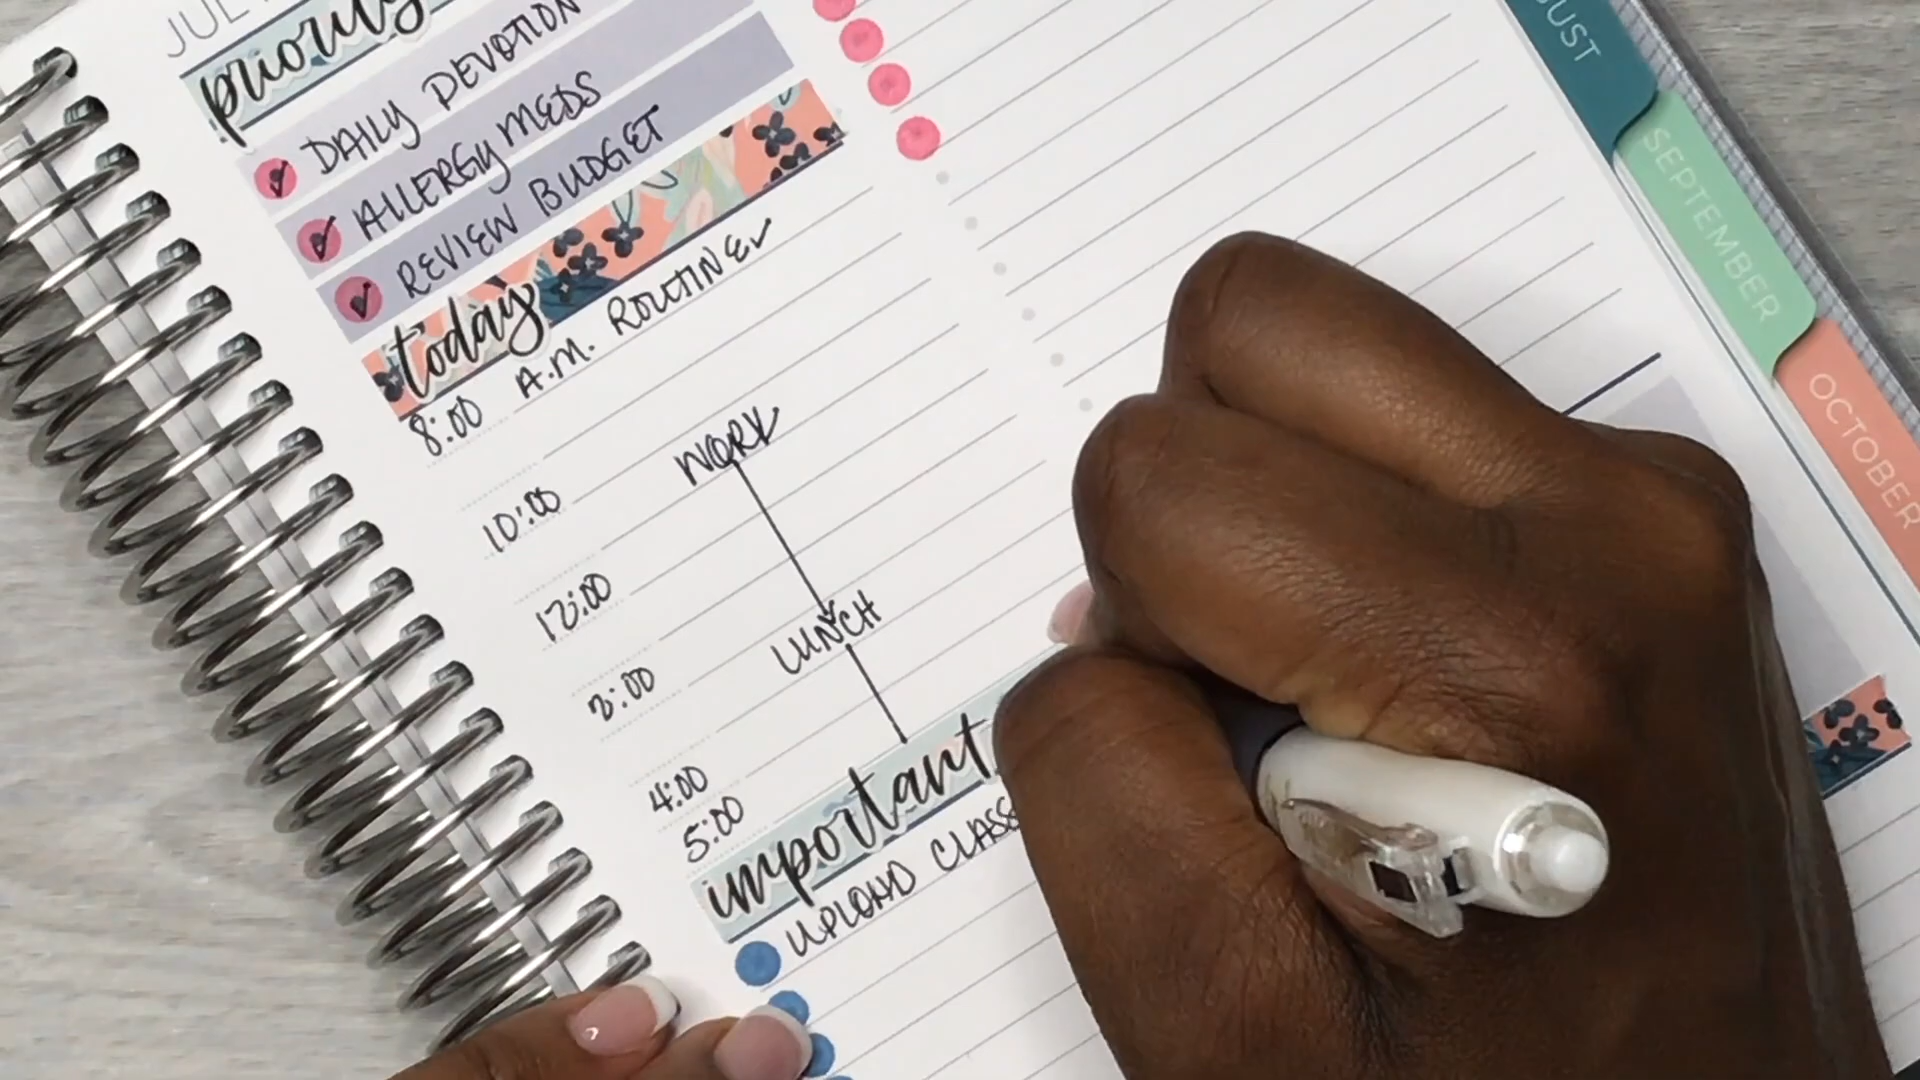 priority
DAILY DEVOTION
ALLERGY MEDS
REVIEW BUDGET
today
8:00 A.M. ROUTINE
WORK
10:00
12:00
LUNCH
2:00
4:00
5:00
important
UPLOAD CLASS
SEPTEMBER
OCTOBER